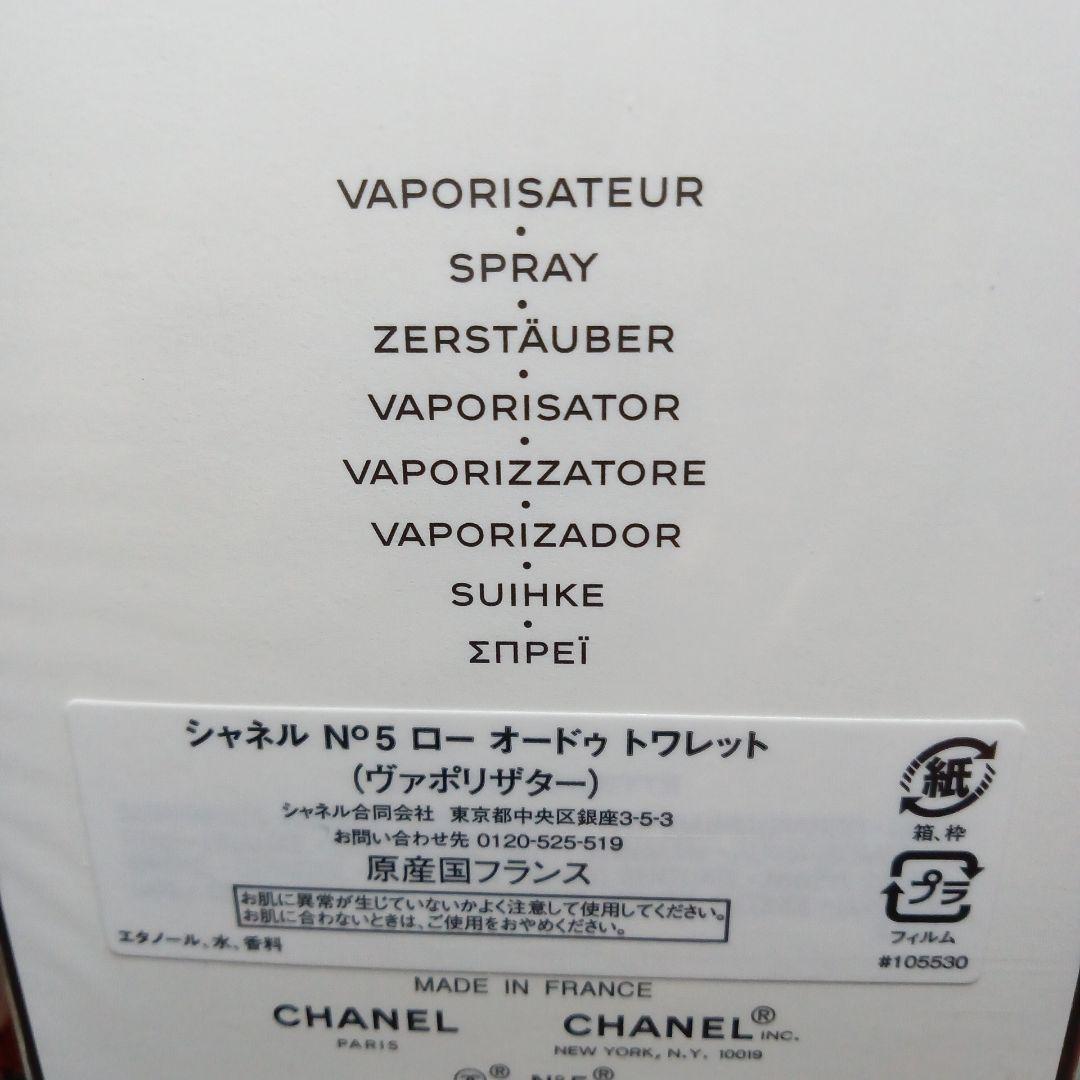 VAPORISATEUR
SPRAY
ZERSTÄUBER
VAPORISATOR
VAPORIZZATORE
VAPORIZADOR
SUIHKE
ΣΠΡΕΪ
シャネル Nº5 ロー オードゥ トワレット
(ヴァポリザター)
シャネル合同会社 東京都中央区銀座3-5-3
お問い合わせ先 0120-525-519
原産国フランス
お肌に異常が生じていないかよく注意して使用してください。
お肌に合わないときは、ご使用をおやめください。
エタノール、水、香料
紙
箱、枠
プラ
フィルム
#105530
MADE IN FRANCE
CHANEL
PARIS
CHANEL® INC.
NEW YORK, N.Y. 10019